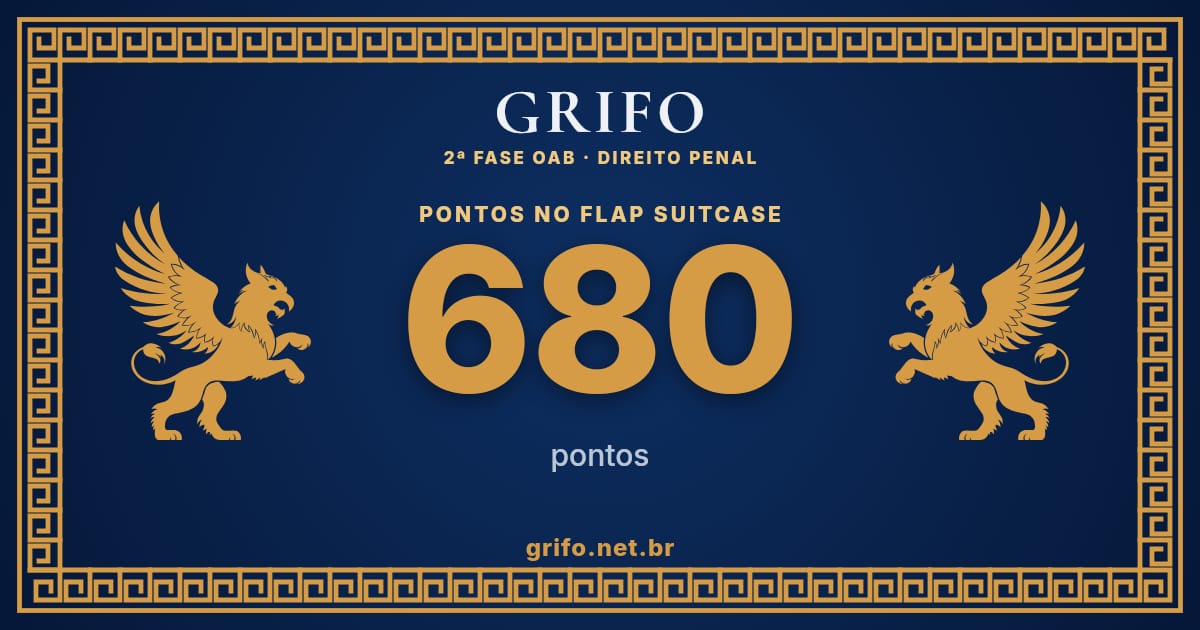 GRIFO
2ª FASE OAB · DIREITO PENAL
PONTOS NO FLAP SUITCASE
680
pontos
grifo.net.br